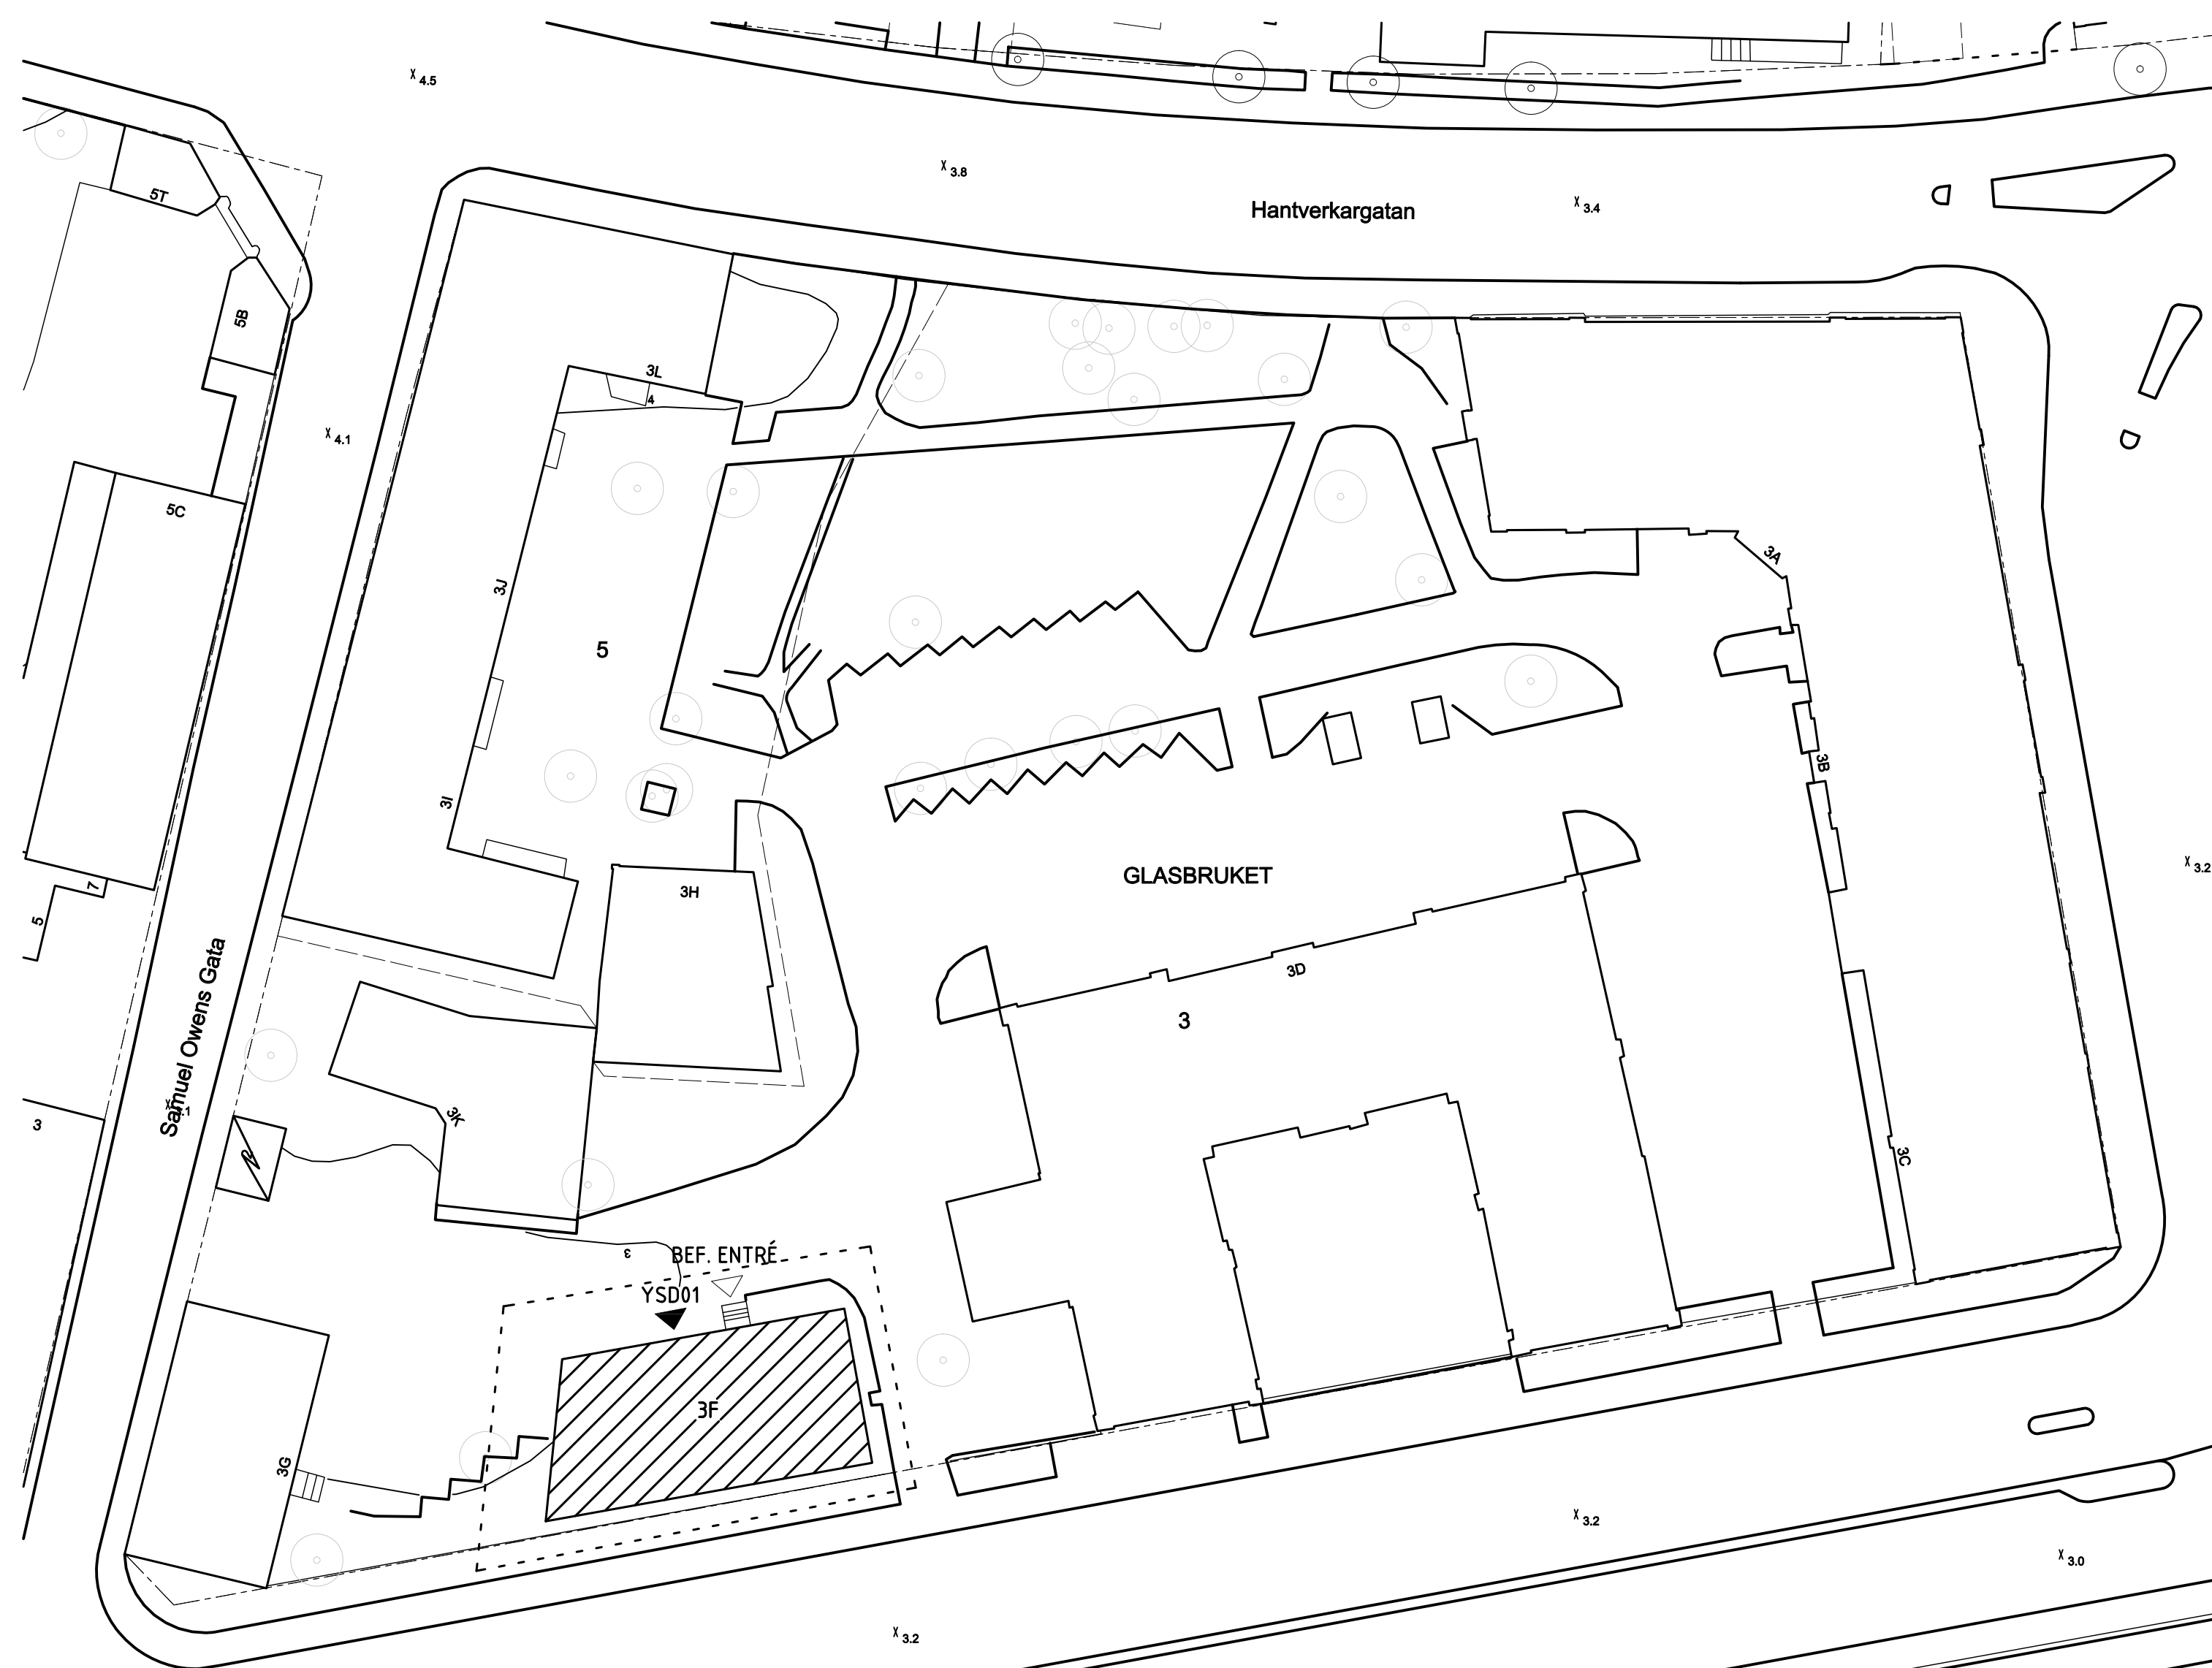 4.5
3.8
Hantverkargatan
3.4
5T
5B
3L
4
4.1
5C
3A
3J
5
3B
3I
3.2
GLASBRUKET
7
3H
5
3D
3
Samuel Owens Gata
3
3K
3C
3
BEF. ENTRÉ
YSD01
3F
3G
3.2
3.0
3.2